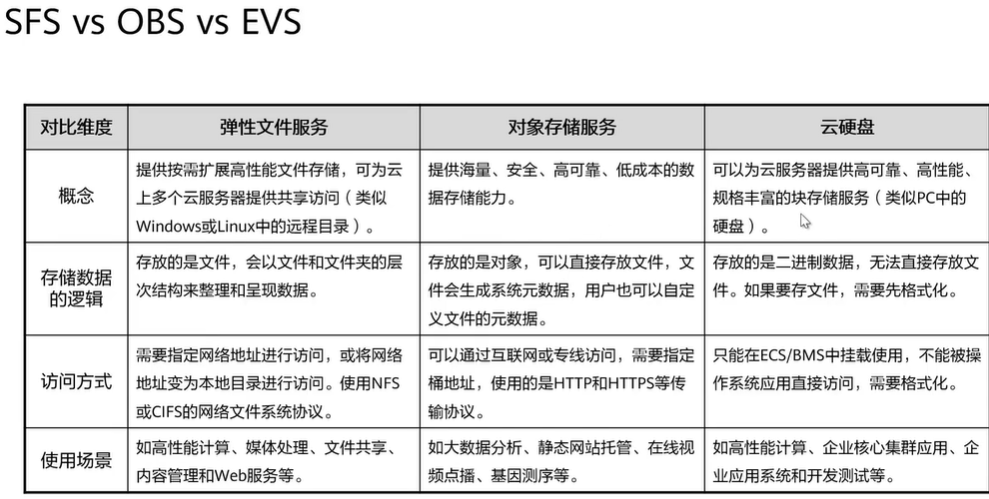 SFS vs OBS vs EVS
对比维度
弹性文件服务
对象存储服务
云硬盘
概念
提供按需扩展高性能文件存储，可为云
上多个云服务器提供共享访问（类似
Windows或Linux中的远程目录）。
提供海量、安全、高可靠、低成本的数
据存储能力。
可以为云服务器提供高可靠、高性能、
规格丰富的块存储服务（类似PC中的
硬盘）。
存储数据
的逻辑
存放的是文件，会以文件和文件夹的层
次结构来整理和呈现数据。
存放的是对象，可以直接存放文件，文
件会生成系统元数据，用户也可以自定
义文件的元数据。
存放的是二进制数据，无法直接存放文
件。如果要存文件，需要先格式化。
访问方式
需要指定网络地址进行访问，或将网络
地址变为本地目录进行访问。使用NFS
或CIFS的网络文件系统协议。
可以通过互联网或专线访问，需要指定
桶地址，使用的是HTTP和HTTPS等传
输协议。
只能在ECS/BMS中挂载使用，不能被操
作系统应用直接访问，需要格式化。
使用场景
如高性能计算、媒体处理、文件共享、
内容管理和Web服务等。
如大数据分析、静态网站托管、在线视
频点播、基因测序等。
如高性能计算、企业核心集群应用、企
业应用系统和开发测试等。